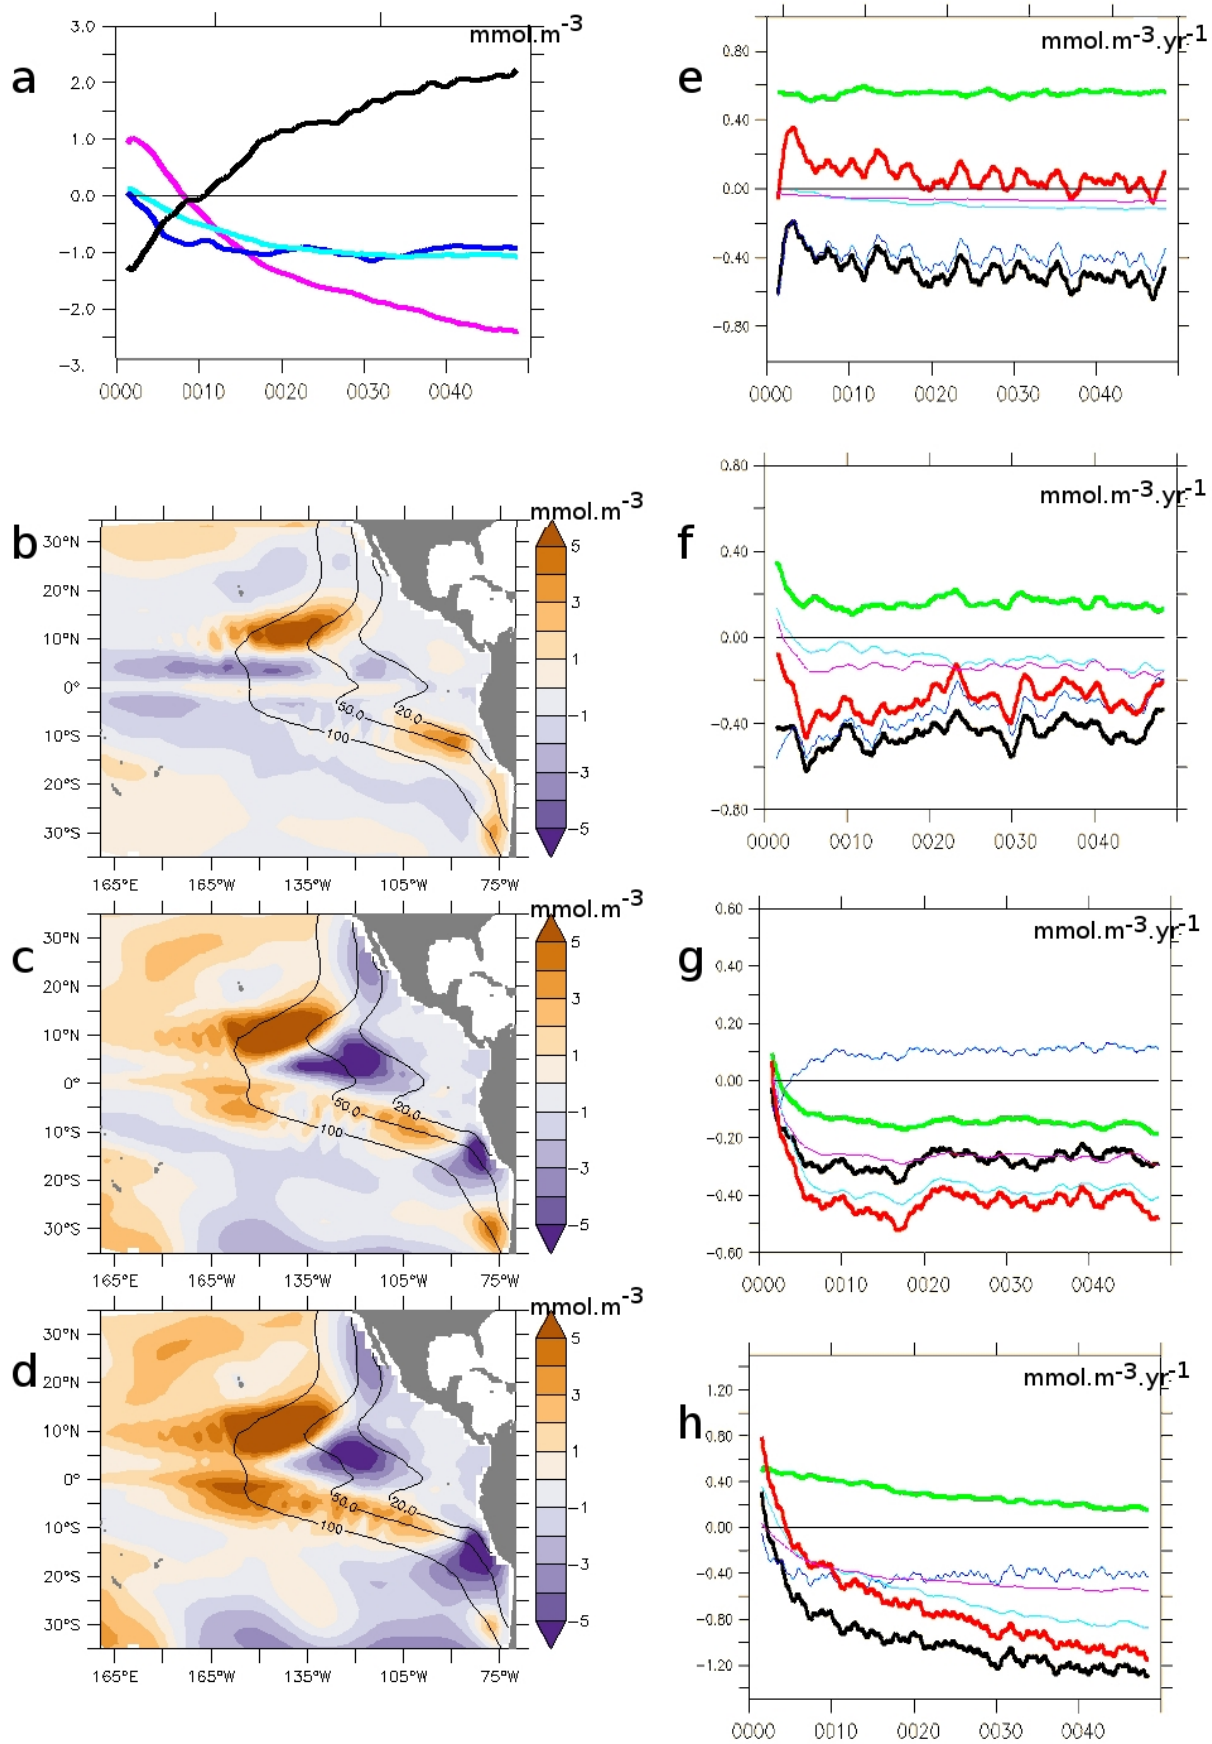 a
mmol.m-3
3.0
2.0
1.0
0.0
−1.0
−2.0
−3.
0000 0010 0020 0030 0040
e
mmol.m-3.yr-1
0.80
0.40
0.00
−0.40
−0.80
0000 0010 0020 0030 0040
b
mmol.m-3
30°N
20°N
10°N
0°
10°S
20°S
30°S
50.0
20.0
100
5
3
1
−1
−3
−5
165°E 165°W 135°W 105°W 75°W
f
mmol.m-3.yr-1
0.80
0.40
0.00
−0.40
−0.80
0000 0010 0020 0030 0040
c
mmol.m-3
30°N
20°N
10°N
0°
10°S
20°S
30°S
50.0
20.0
100
5
3
1
−1
−3
−5
165°E 165°W 135°W 105°W 75°W
g
mmol.m-3.yr-1
0.60
0.40
0.20
0.00
−0.20
−0.40
−0.60
0000 0010 0020 0030 0040
d
mmol.m-3
30°N
20°N
10°N
0°
10°S
20°S
30°S
50.0
20.0
100
5
3
1
−1
−3
−5
165°E 165°W 135°W 105°W 75°W
h
mmol.m-3.yr-1
1.20
0.80
0.40
0.00
−0.40
−0.80
−1.20
0000 0010 0020 0030 0040